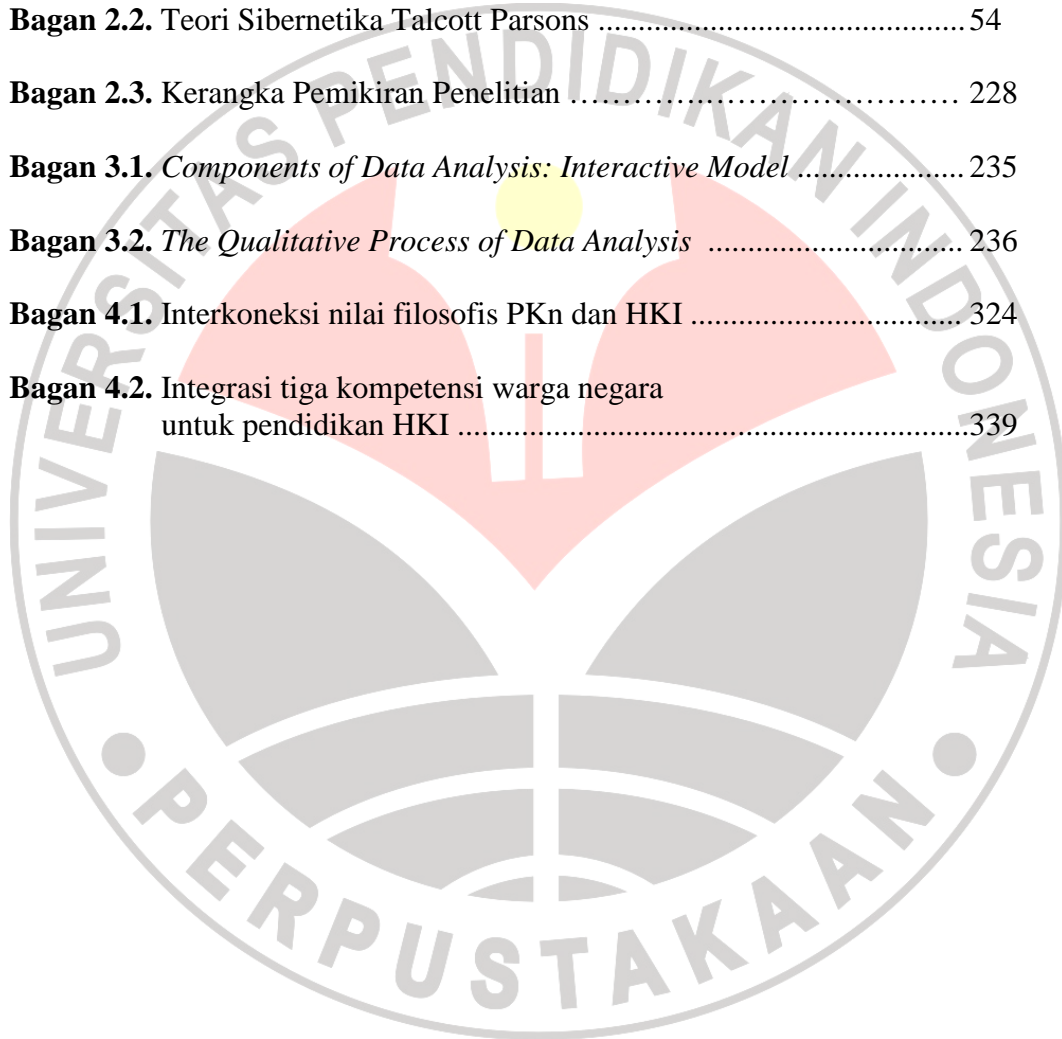 Bagan 2.2. Teori Sibernetika Talcott Parsons ............................................ 54
Bagan 2.3. Kerangka Pemikiran Penelitian ………………………………… 228
Bagan 3.1. Components of Data Analysis: Interactive Model .................... 235
Bagan 3.2. The Qualitative Process of Data Analysis ............................... 236
Bagan 4.1. Interkoneksi nilai filosofis PKn dan HKI ................................. 324
Bagan 4.2. Integrasi tiga kompetensi warga negara
untuk pendidikan HKI ..............................................................339
UNIVERSITAS PENDIDIKAN INDONESIA
PERPUSTAKAAN